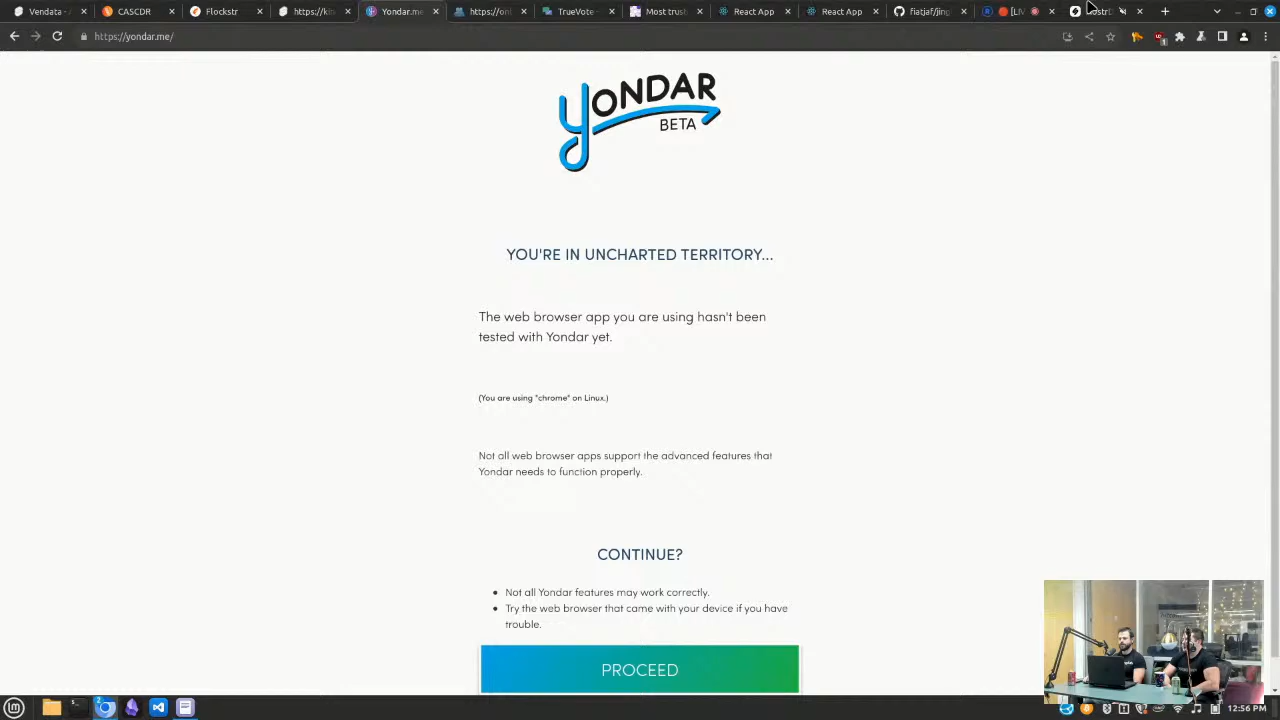 Vendata - /
CASCDR
Flockstr
https://kin
Yondar.me
https://onl
TrueVote -
Most trust
React App
React App
fiatjaf/jing
[LIV
ostrD
https://yondar.me/
YONDAR
BETA
YOU'RE IN UNCHARTED TERRITORY...
The web browser app you are using hasn't been
tested with Yondar yet.
(You are using "chrome" on Linux.)
Not all web browser apps support the advanced features that
Yondar needs to function properly.
CONTINUE?
• Not all Yondar features may work correctly.
• Try the web browser that came with your device if you have
trouble.
PROCEED
12:56 PM